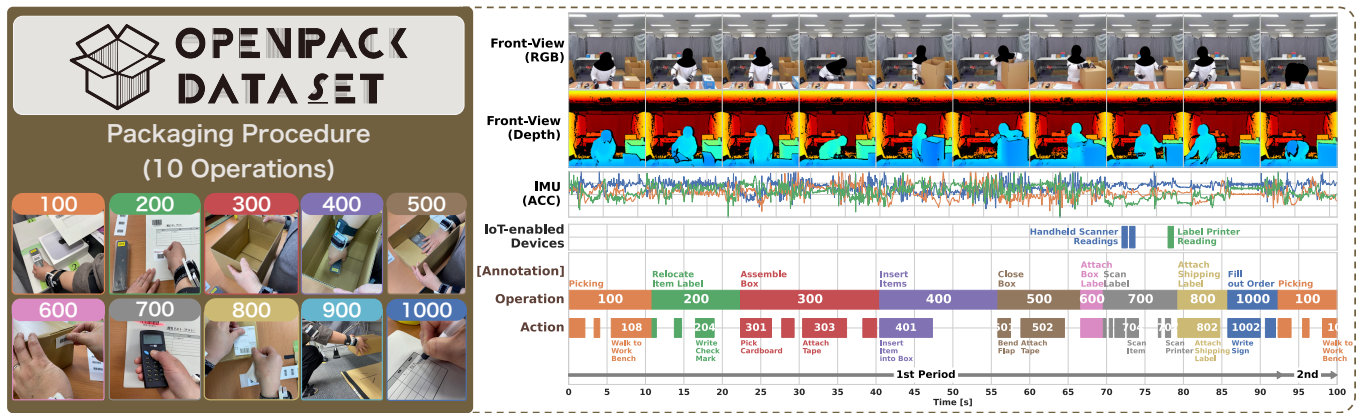 OPENPACK
DATASET
Packaging Procedure
(10 Operations)
100
200
300
400
500
600
700
800
900
1000
Front-View
(RGB)
Front-View
(Depth)
IMU
(ACC)
IoT-enabled
Devices
Handheld Scanner
Readings
Label Printer
Reading
[Annotation]
Picking
Relocate
Item Label
Assemble
Box
Insert
Items
Close
Box
Attach
Box
Label
Scan
Label
Attach
Shipping
Label
Fill
out Order
Picking
Operation
100
200
300
400
500
600
700
800
1000
100
Action
108
204
301
303
401
502
704
802
1002
Walk to
Work
Bench
Write
Check
Mark
Pick
Cardboard
Attach
Tape
Insert
Item
into Box
Bend
Flap
Attach
Tape
Scan
Item
Scan
Printer
Attach
Shipping
Label
Write
Sign
Walk to
Work
Bench
1st Period
2nd
0
5
10
15
20
25
30
35
40
45
50
55
60
65
70
75
80
85
90
95
100
Time [s]